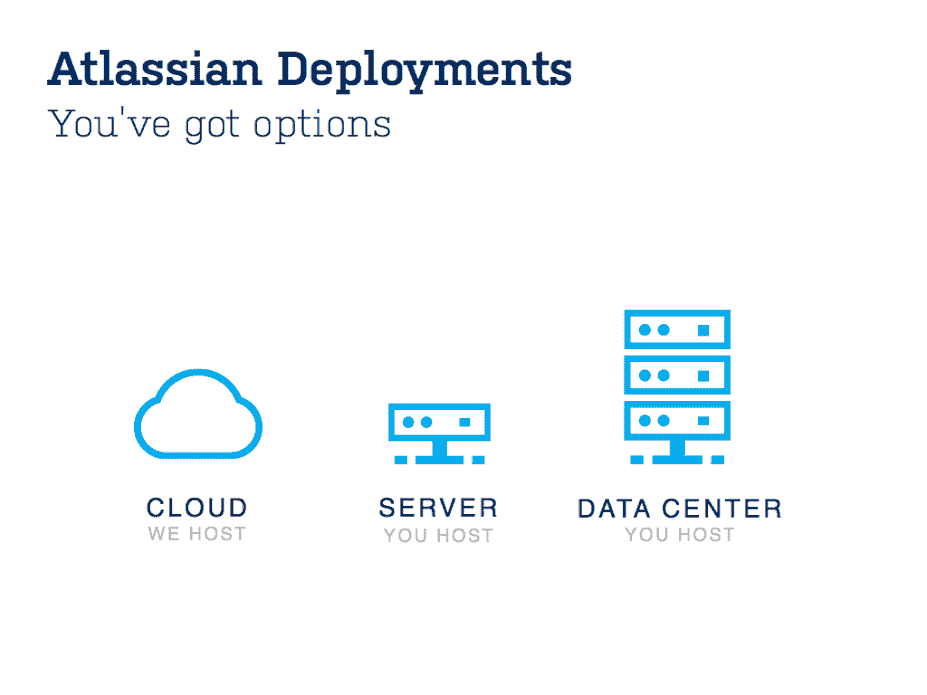 Atlassian Deployments
You've got options
CLOUD
WE HOST
SERVER
YOU HOST
DATA CENTER
YOU HOST